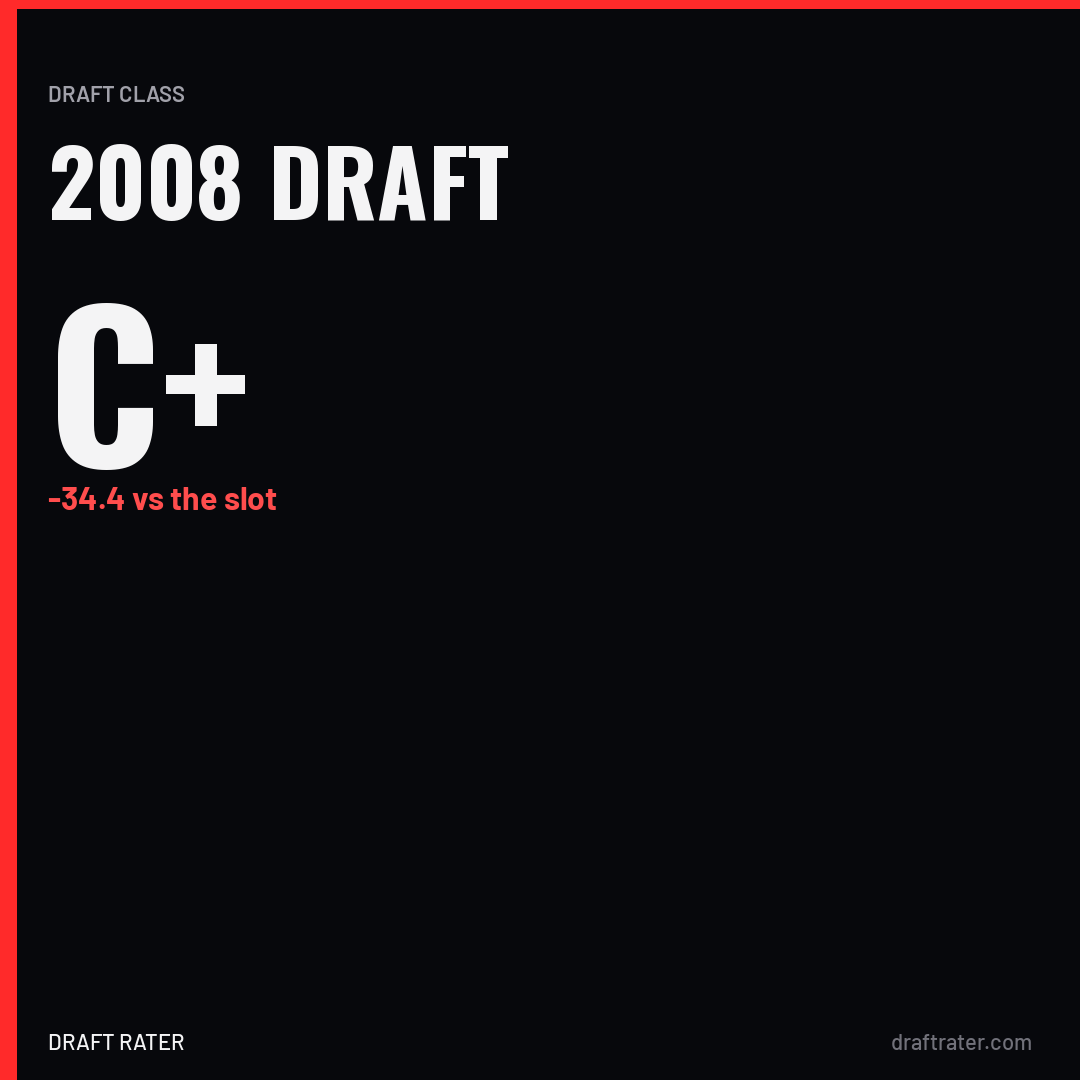 DRAFT CLASS
2008 DRAFT
C+
-34.4 vs the slot
DRAFT RATER
draftrater.com